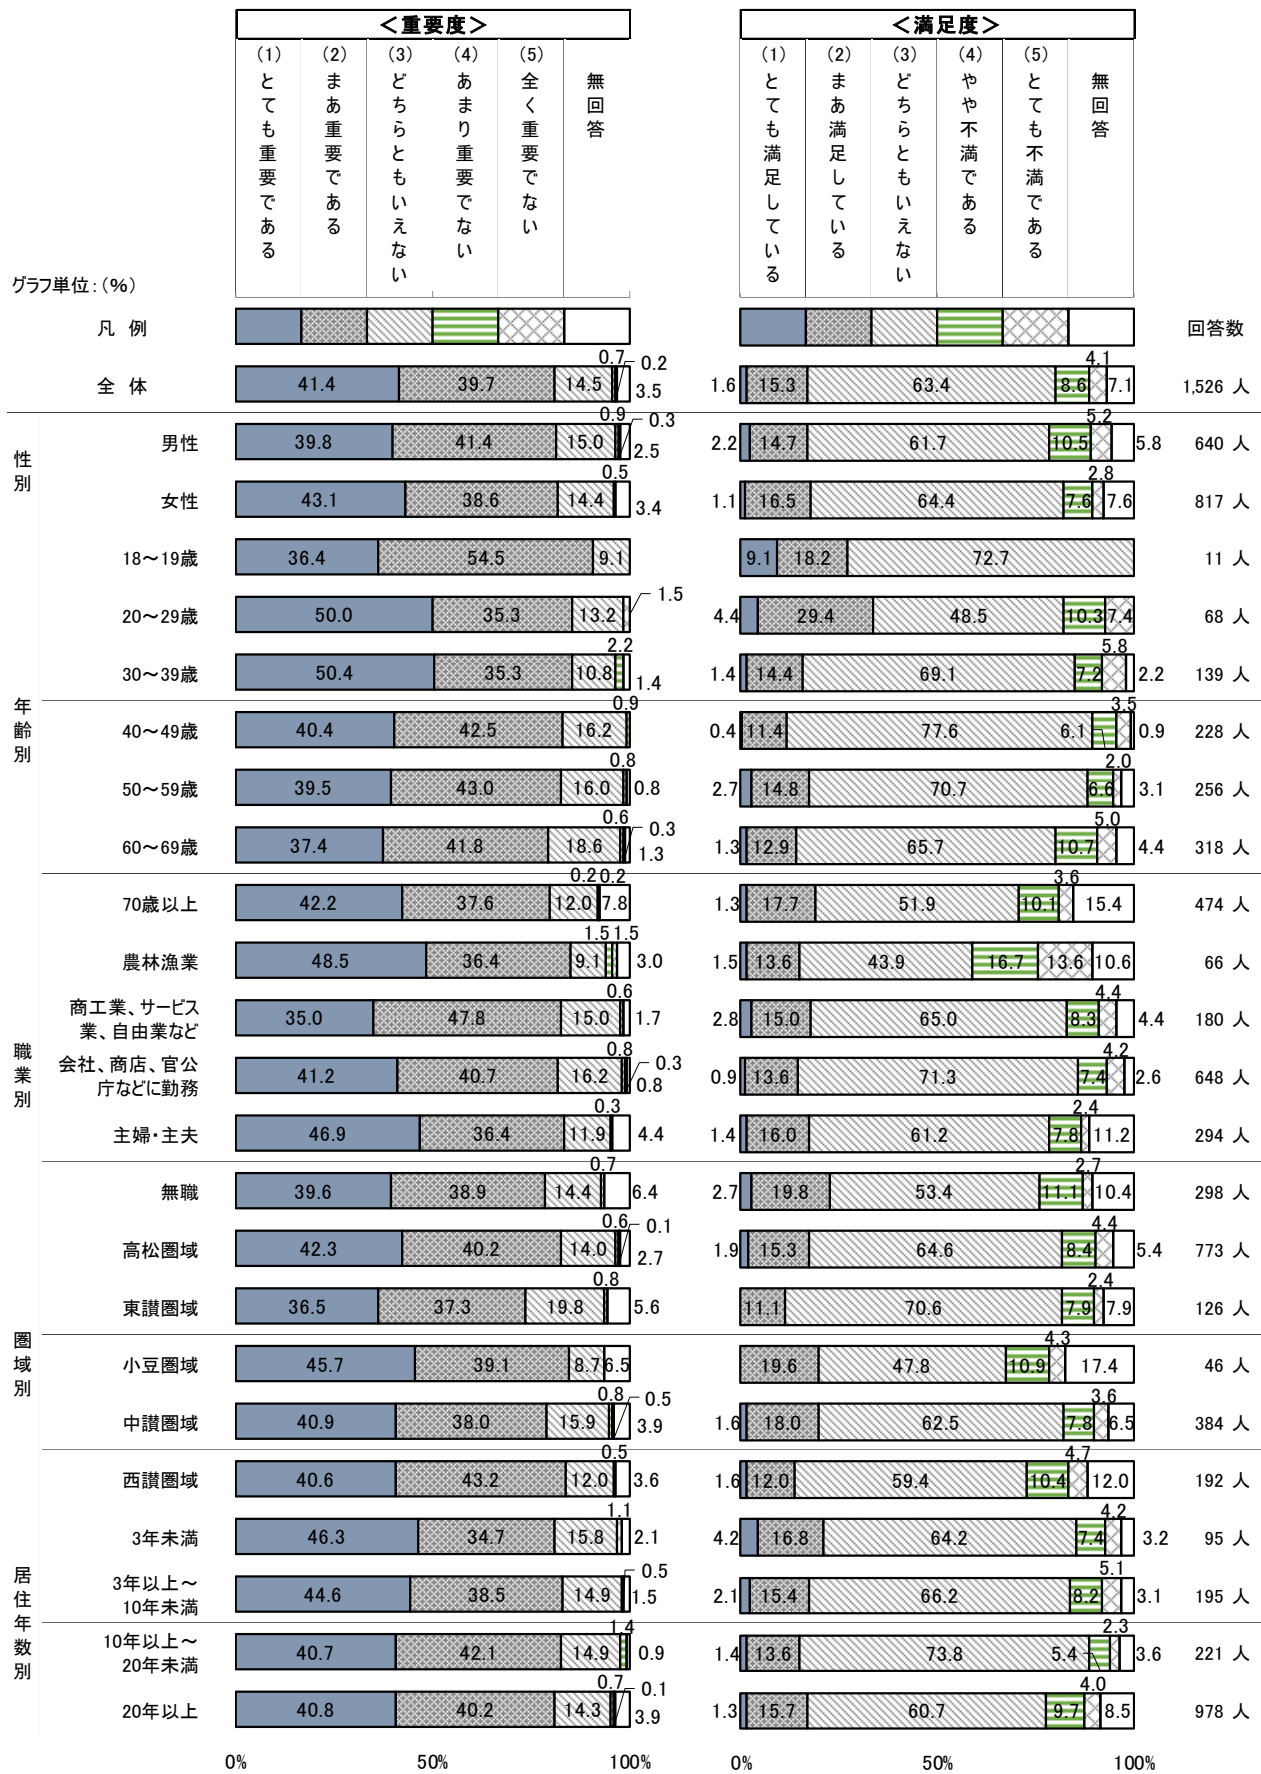 ＜重要度＞ ＜満足度＞
(1)とても重要である (2)まあ重要である (3)どちらともいえない (4)あまり重要でない (5)全く重要でない 無回答 (1)とても満足している (2)まあ満足している (3)どちらともいえない (4)やや不満である (5)とても不満である 無回答
グラフ単位：（％）
凡 例 回答数
全 体 41.4 39.7 14.5 0.7 0.2 3.5 1.6 15.3 63.4 8.6 4.1 7.1 1,526 人
性別
男性 39.8 41.4 15.0 0.9 0.3 2.5 2.2 14.7 61.7 10.5 5.2 5.8 640 人
女性 43.1 38.6 14.4 0.5 3.4 1.1 16.5 64.4 7.6 2.8 7.6 817 人
18～19歳 36.4 54.5 9.1 9.1 18.2 72.7 11 人
20～29歳 50.0 35.3 13.2 1.5 4.4 29.4 48.5 10.3 7.4 68 人
30～39歳 50.4 35.3 10.8 2.2 1.4 1.4 14.4 69.1 7.2 5.8 2.2 139 人
年齢別
40～49歳 40.4 42.5 16.2 0.9 0.4 11.4 77.6 6.1 3.5 0.9 228 人
50～59歳 39.5 43.0 16.0 0.8 0.8 2.7 14.8 70.7 6.6 2.0 3.1 256 人
60～69歳 37.4 41.8 18.6 0.6 0.3 1.3 1.3 12.9 65.7 10.7 5.0 4.4 318 人
70歳以上 42.2 37.6 12.0 0.2 0.2 7.8 1.3 17.7 51.9 10.1 3.6 15.4 474 人
農林漁業 48.5 36.4 9.1 1.5 1.5 3.0 1.5 13.6 43.9 16.7 13.6 10.6 66 人
商工業、サービス
業、自由業など 35.0 47.8 15.0 0.6 1.7 2.8 15.0 65.0 8.3 4.4 4.4 180 人
職業別
会社、商店、官公
庁などに勤務 41.2 40.7 16.2 0.8 0.3 0.8 0.9 13.6 71.3 7.4 4.2 2.6 648 人
主婦・主夫 46.9 36.4 11.9 0.3 4.4 1.4 16.0 61.2 7.8 2.4 11.2 294 人
無職 39.6 38.9 14.4 0.7 6.4 2.7 19.8 53.4 11.1 2.7 10.4 298 人
高松圏域 42.3 40.2 14.0 0.6 0.1 2.7 1.9 15.3 64.6 8.4 4.4 5.4 773 人
東讃圏域 36.5 37.3 19.8 0.8 5.6 11.1 70.6 7.9 2.4 7.9 126 人
圏域別
小豆圏域 45.7 39.1 8.7 6.5 19.6 47.8 10.9 4.3 17.4 46 人
中讃圏域 40.9 38.0 15.9 0.8 0.5 3.9 1.6 18.0 62.5 7.8 3.6 6.5 384 人
西讃圏域 40.6 43.2 12.0 0.5 3.6 1.6 12.0 59.4 10.4 4.7 12.0 192 人
3年未満 46.3 34.7 15.8 1.1 2.1 4.2 16.8 64.2 7.4 4.2 3.2 95 人
居住年数別
3年以上～
10年未満 44.6 38.5 14.9 0.5 1.5 2.1 15.4 66.2 8.2 5.1 3.1 195 人
10年以上～
20年未満 40.7 42.1 14.9 1.4 0.9 1.4 13.6 73.8 5.4 2.3 3.6 221 人
20年以上 40.8 40.2 14.3 0.7 0.1 3.9 1.3 15.7 60.7 9.7 4.0 8.5 978 人
0% 50% 100% 0% 50% 100%